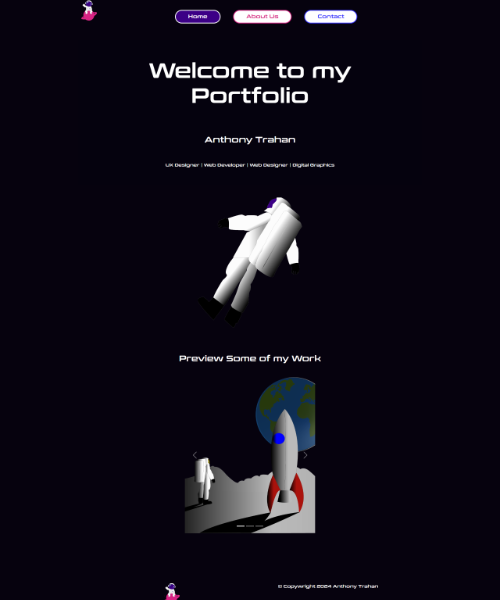 Home About Us Contact
Welcome to my
Portfolio
Anthony Trahan
UX Designer | Web Developer | Web Designer | Digital Graphics
Preview Some of my Work
© Copywright 2024 Anthony Trahan